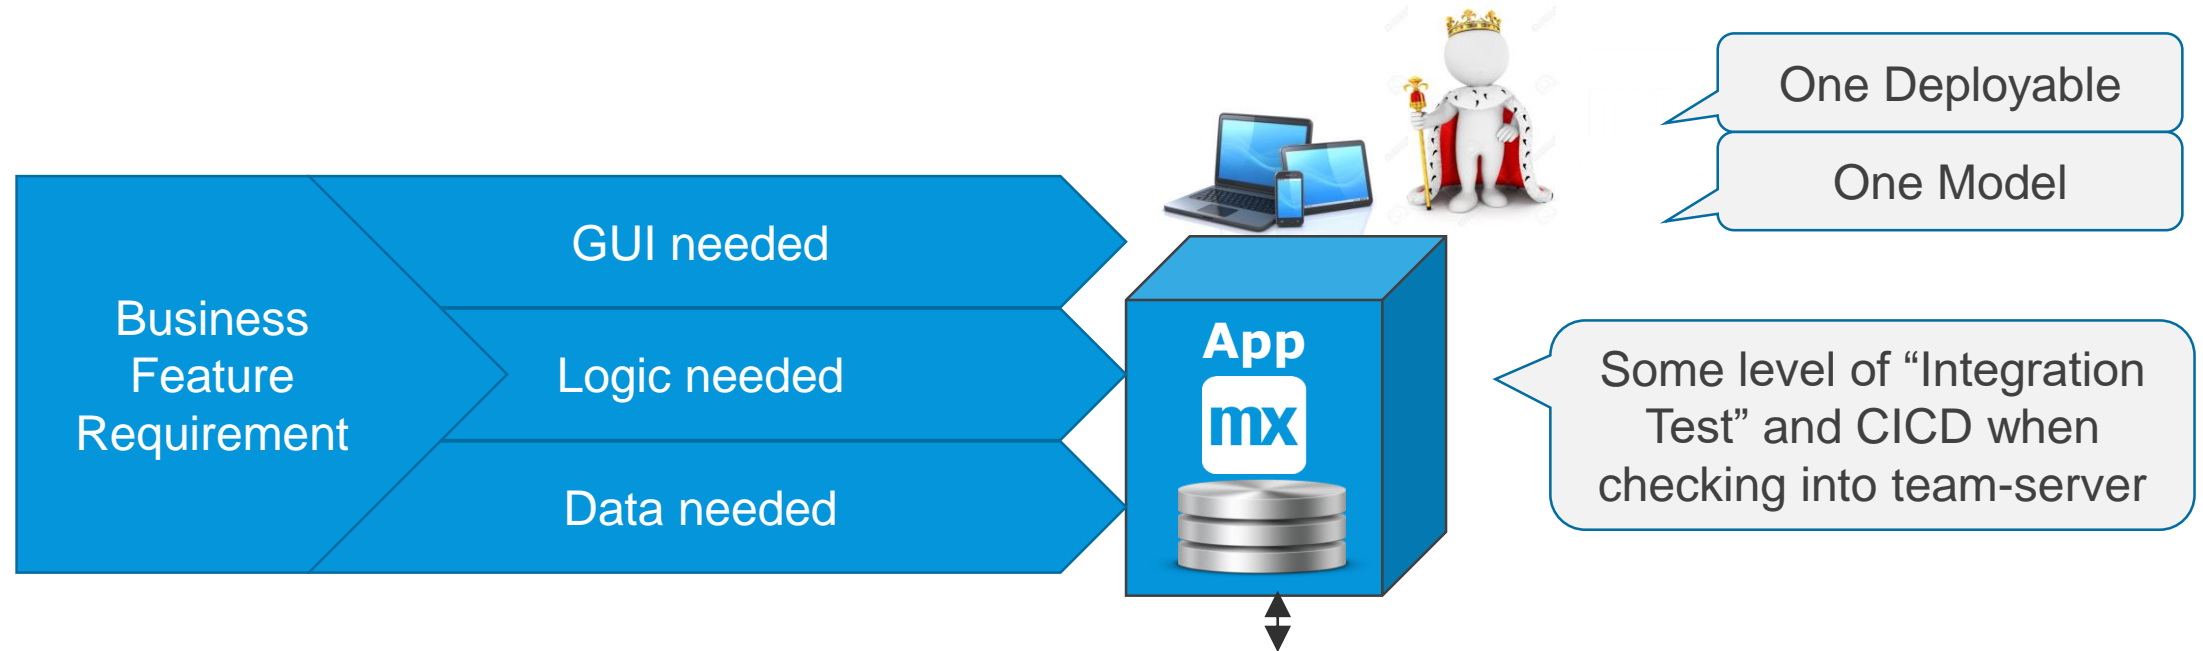 One Deployable
One Model
GUI needed
Business
Feature
Requirement
Logic needed
Data needed
App
mx
Some level of “Integration
Test” and CICD when
checking into team-server